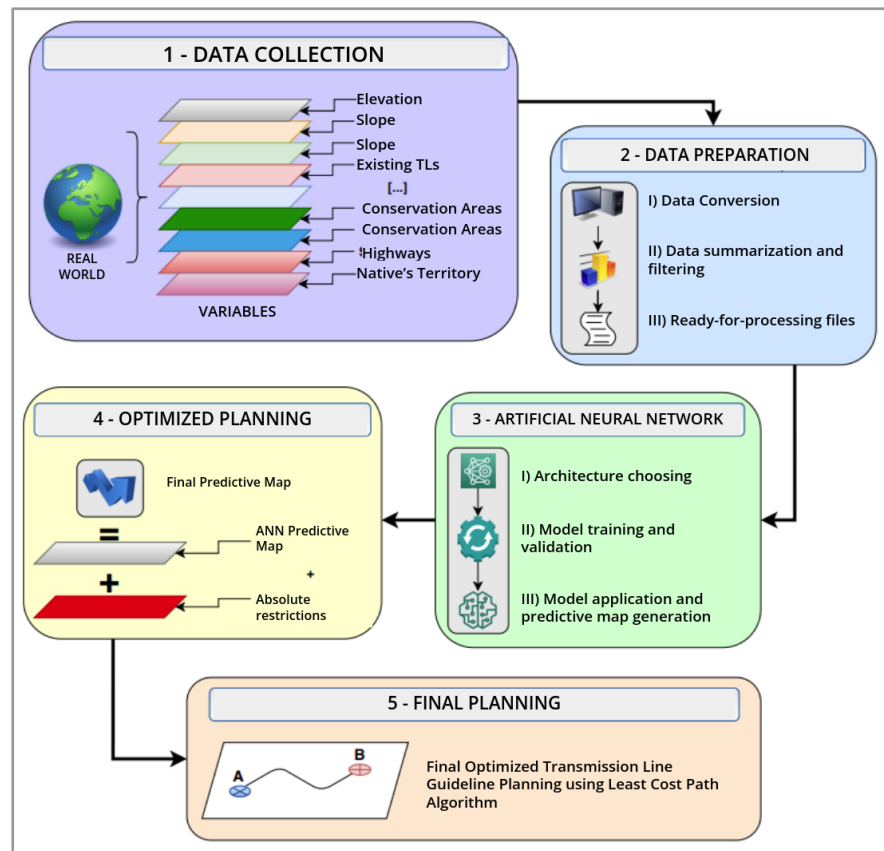 1 - DATA COLLECTION
Elevation
Slope
Slope
Existing TLs
[...]
Conservation Areas
Conservation Areas
Highways
Native's Territory
REAL
WORLD
VARIABLES
2 - DATA PREPARATION
I) Data Conversion
II) Data summarization and
filtering
III) Ready-for-processing files
3 - ARTIFICIAL NEURAL NETWORK
I) Architecture choosing
II) Model training and
validation
III) Model application and
predictive map generation
4 - OPTIMIZED PLANNING
Final Predictive Map
=
ANN Predictive
Map
+
+
Absolute
restrictions
5 - FINAL PLANNING
A
B
Final Optimized Transmission Line
Guideline Planning using Least Cost Path
Algorithm